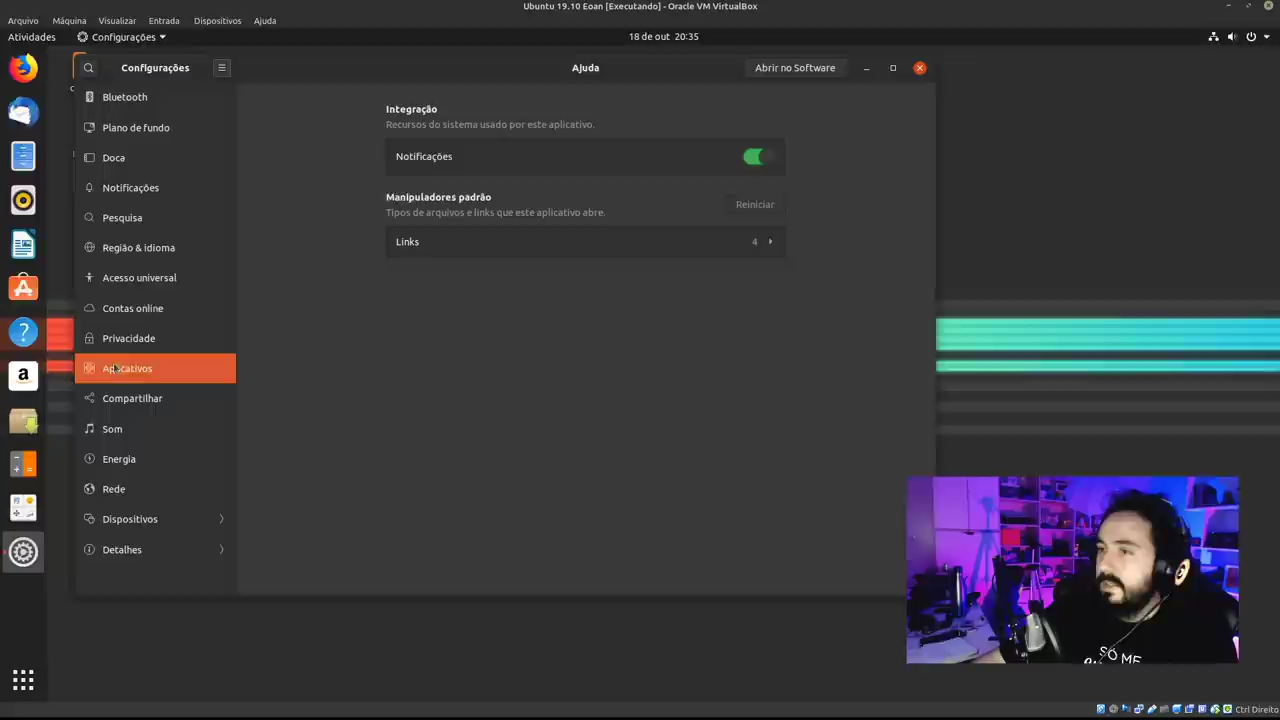 Ubuntu 19.10 Eoan [Executando] - Oracle VM VirtualBox
Arquivo Máquina Visualizar Entrada Dispositivos Ajuda
Atividades Configurações 18 de out 20:35
Configurações Ajuda Abrir no Software
Bluetooth
Plano de fundo
Doca
Notificações
Pesquisa
Região & idioma
Acesso universal
Contas online
Privacidade
Aplicativos
Compartilhar
Som
Energia
Rede
Dispositivos
Detalhes
Integração
Recursos do sistema usado por este aplicativo.
Notificações
Manipuladores padrão
Tipos de arquivos e links que este aplicativo abre.
Reiniciar
Links 4
a
SO ME
Ctrl Direito